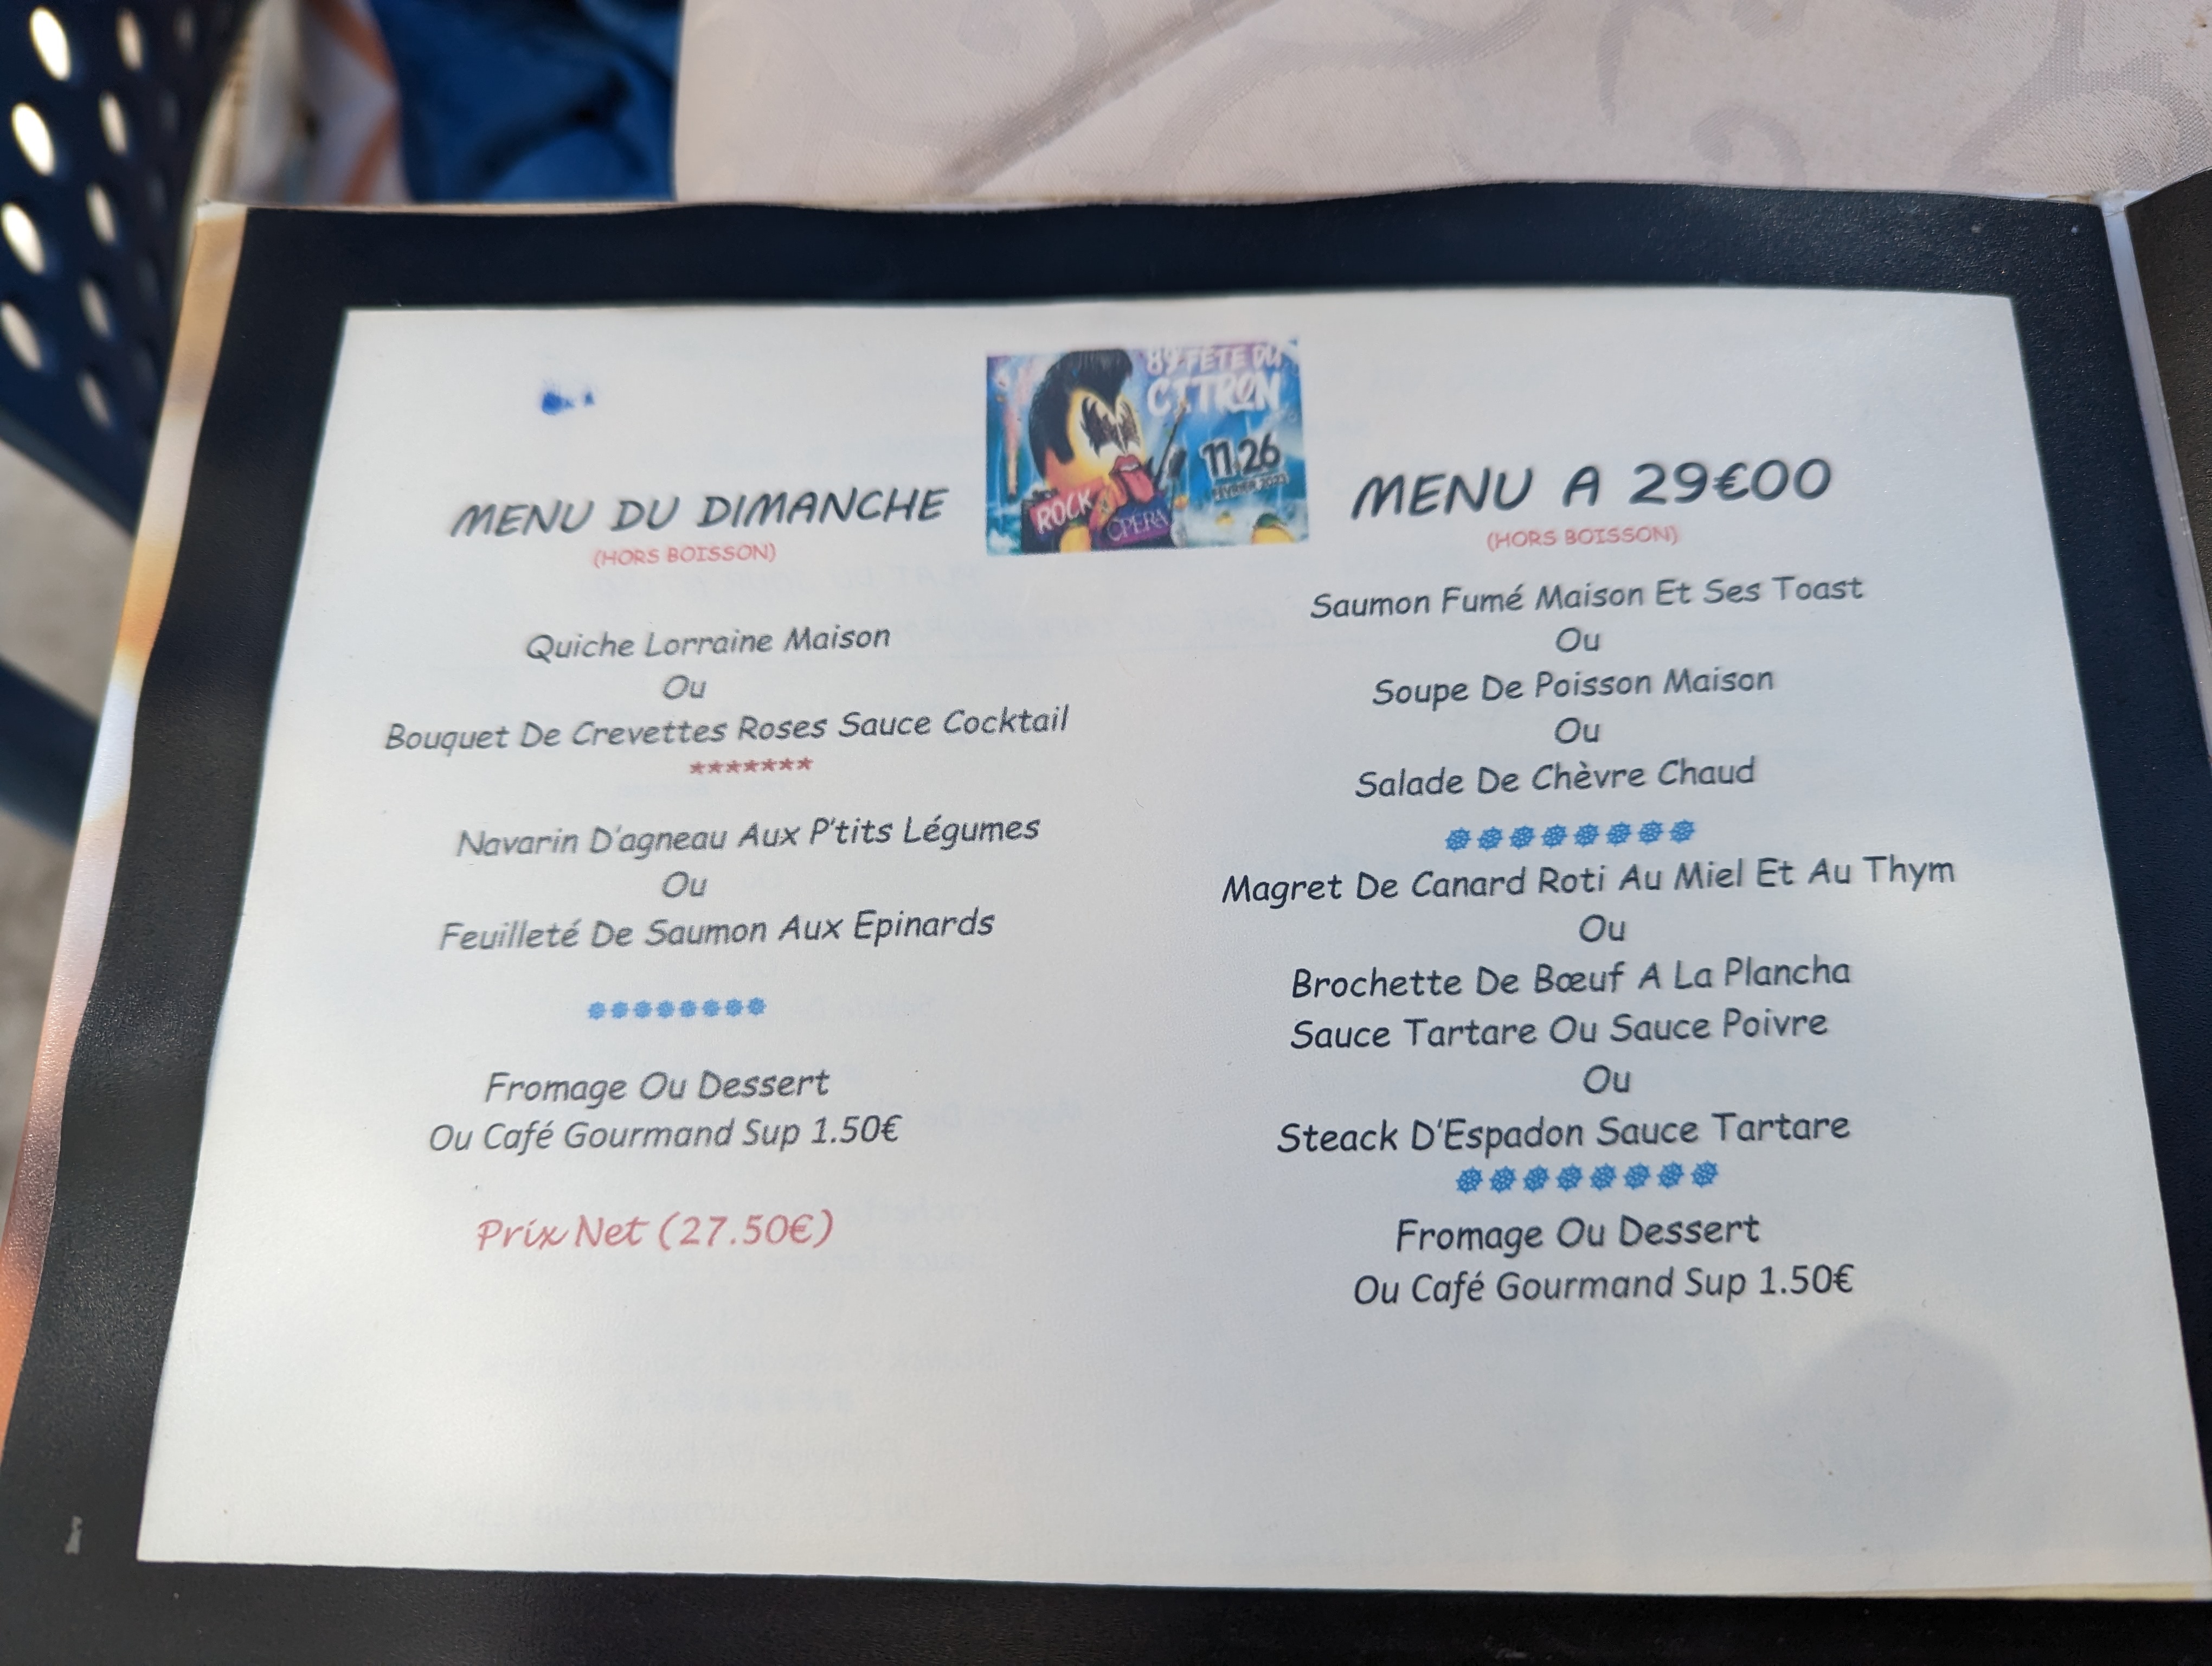 89 FÊTE DU
CITRON
11.26
FÉVRIER 2023
ROCK
OPÉRA
MENU DU DIMANCHE
(HORS BOISSON)
Quiche Lorraine Maison
Ou
Bouquet De Crevettes Roses Sauce Cocktail
*******
Navarin D'agneau Aux P'tits Légumes
Ou
Feuilleté De Saumon Aux Epinards
Fromage Ou Dessert
Ou Café Gourmand Sup 1.50€
Prix Net (27.50€)
MENU A 29€00
(HORS BOISSON)
Saumon Fumé Maison Et Ses Toast
Ou
Soupe De Poisson Maison
Ou
Salade De Chèvre Chaud
Magret De Canard Roti Au Miel Et Au Thym
Ou
Brochette De Bœuf A La Plancha
Sauce Tartare Ou Sauce Poivre
Ou
Steack D'Espadon Sauce Tartare
Fromage Ou Dessert
Ou Café Gourmand Sup 1.50€